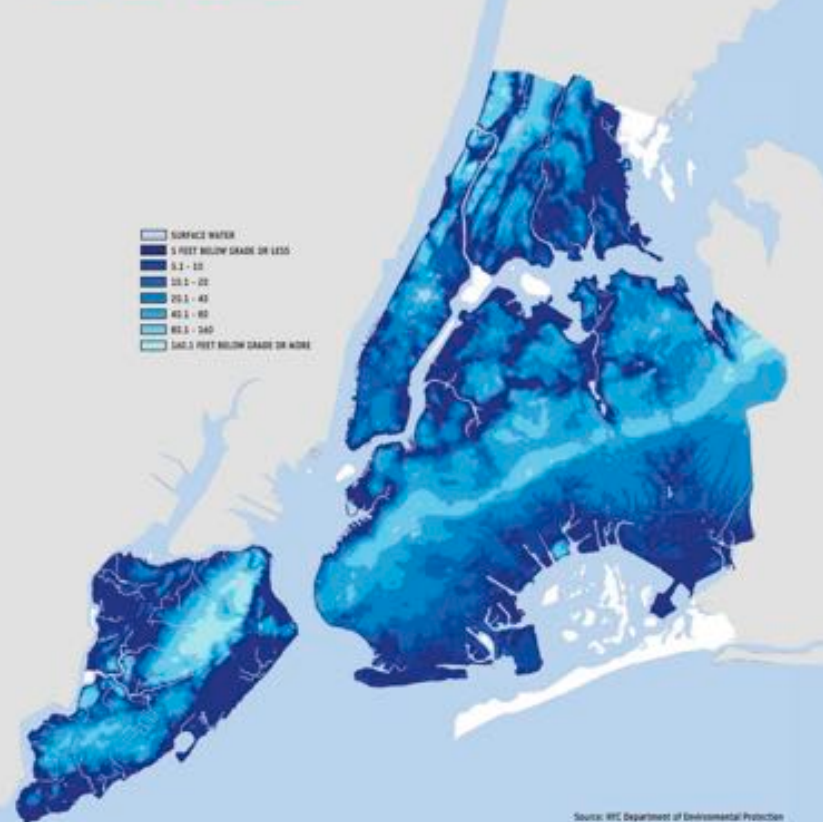 SURFACE WATER
5 FEET BELOW GRADE OR LESS
5.1 - 10
10.1 - 20
20.1 - 40
40.1 - 80
80.1 - 160
160.1 FEET BELOW GRADE OR MORE
Source: NYC Department of Environmental Protection